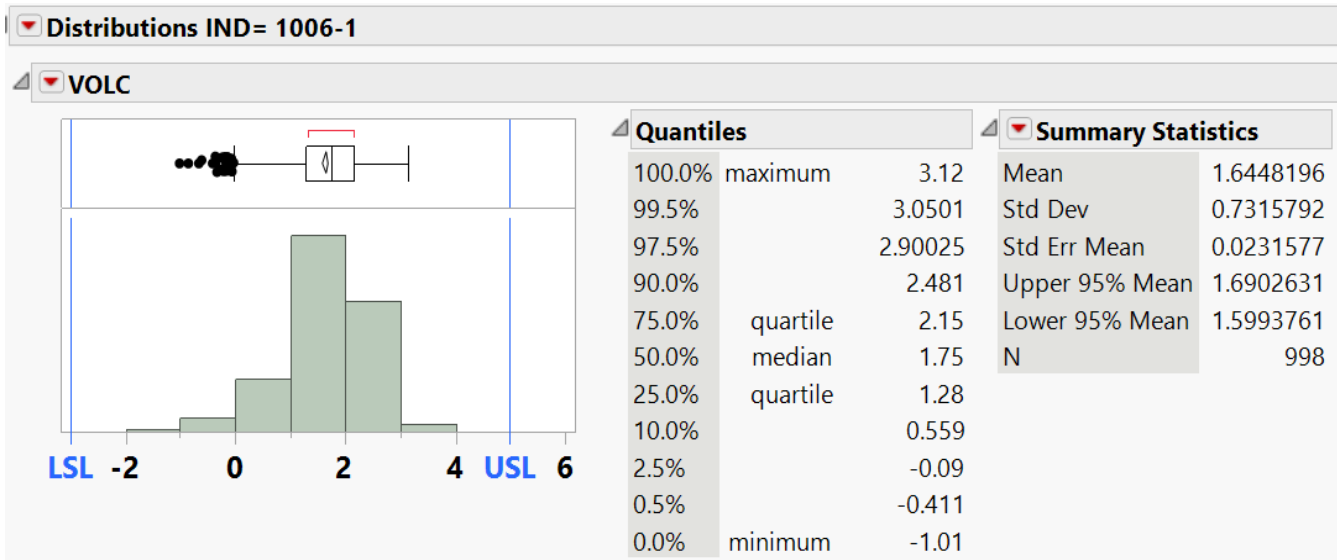 Distributions IND= 1006-1
VOLC
LSL -2 0 2 4 USL 6
Quantiles
100.0% maximum 3.12
99.5% 3.0501
97.5% 2.90025
90.0% 2.481
75.0% quartile 2.15
50.0% median 1.75
25.0% quartile 1.28
10.0% 0.559
2.5% -0.09
0.5% -0.411
0.0% minimum -1.01
Summary Statistics
Mean 1.6448196
Std Dev 0.7315792
Std Err Mean 0.0231577
Upper 95% Mean 1.6902631
Lower 95% Mean 1.5993761
N 998